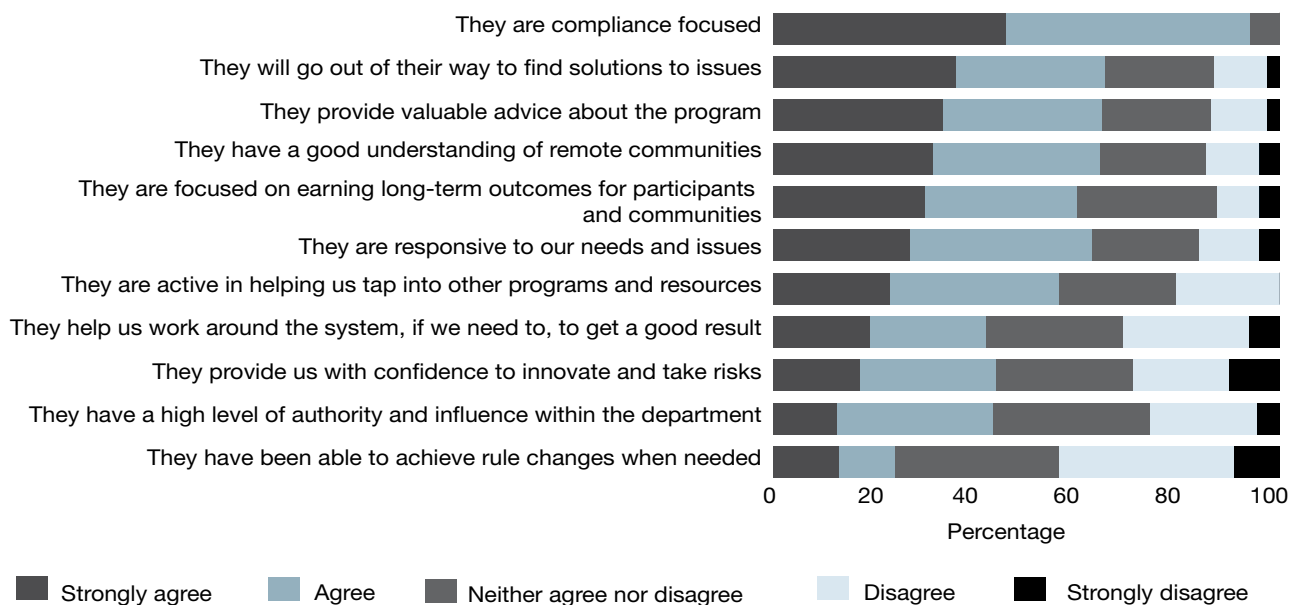 They are compliance focused
They will go out of their way to find solutions to issues
They provide valuable advice about the program
They have a good understanding of remote communities
They are focused on earning long-term outcomes for participants
and communities
They are responsive to our needs and issues
They are active in helping us tap into other programs and resources
They help us work around the system, if we need to, to get a good result
They provide us with confidence to innovate and take risks
They have a high level of authority and influence within the department
They have been able to achieve rule changes when needed
0 20 40 60 80 100
Percentage
Strongly agree Agree Neither agree nor disagree Disagree Strongly disagree